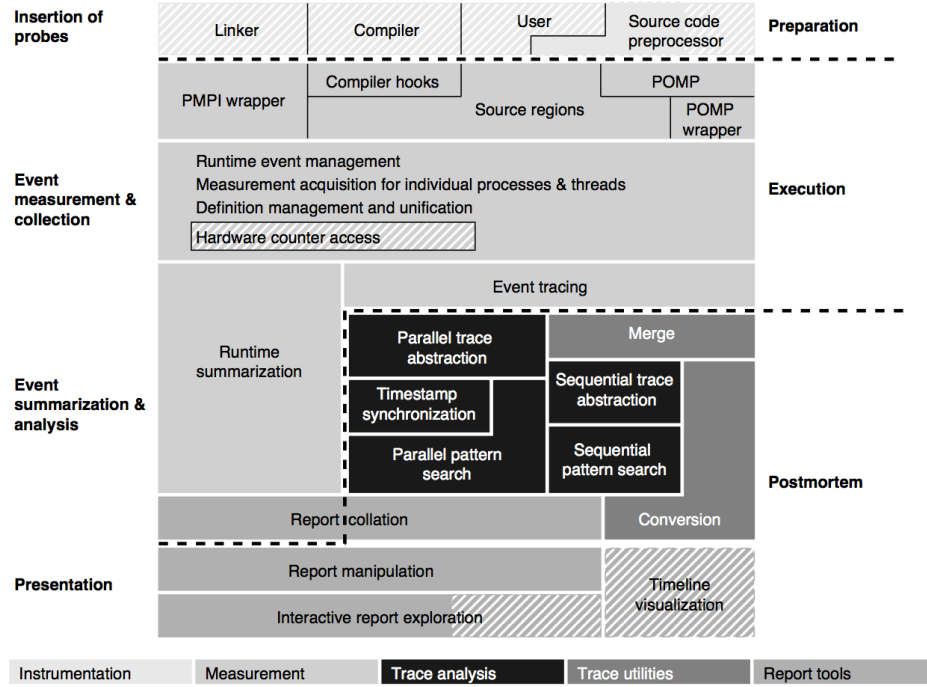 Insertion of
probes
Linker
Compiler
User
Source code
preprocessor
Preparation
PMPI wrapper
Compiler hooks
Source regions
POMP
POMP
wrapper
Event
measurement &
collection
Runtime event management
Measurement acquisition for individual processes & threads
Definition management and unification
Hardware counter access
Execution
Event
summarization &
analysis
Runtime
summarization
Event tracing
Parallel trace
abstraction
Merge
Timestamp
synchronization
Sequential trace
abstraction
Parallel pattern
search
Sequential
pattern search
Postmortem
Report collation
Conversion
Presentation
Report manipulation
Interactive report exploration
Timeline
visualization
Instrumentation
Measurement
Trace analysis
Trace utilities
Report tools